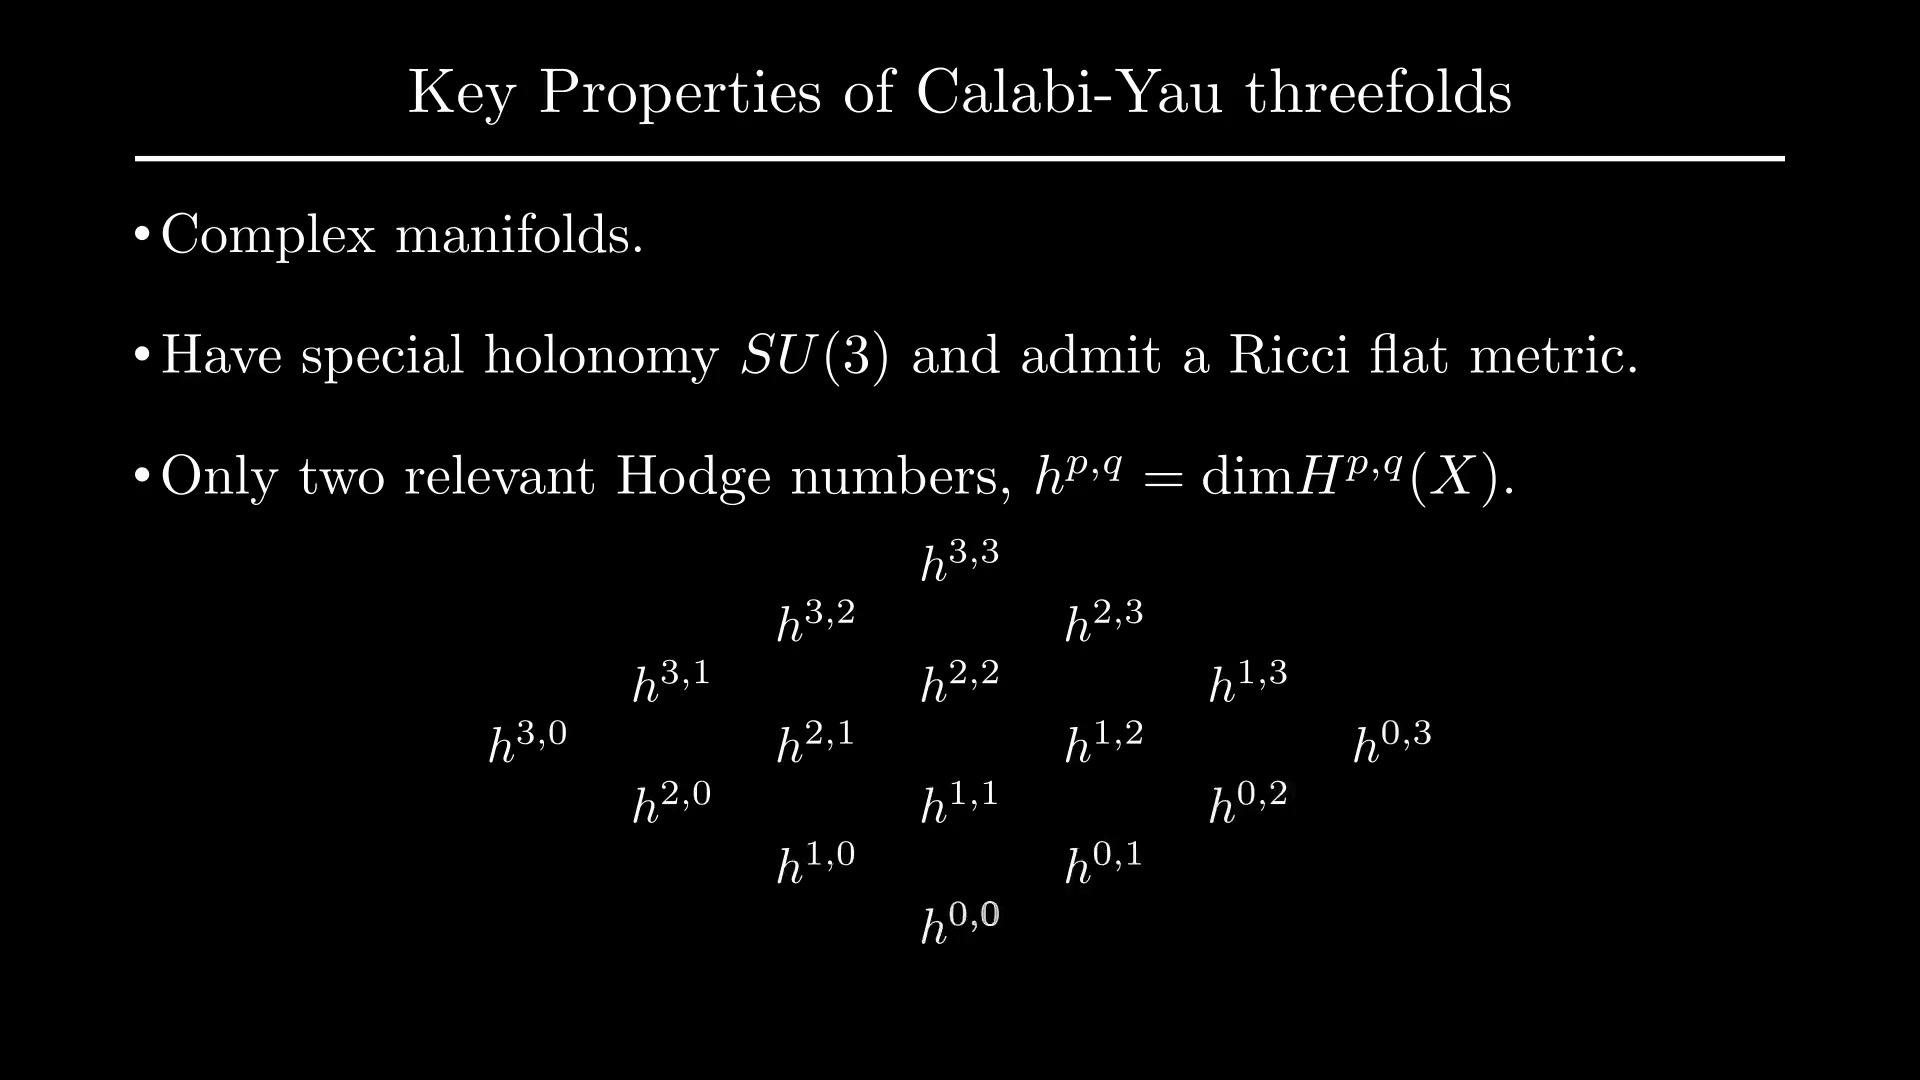 Key Properties of Calabi-Yau threefolds
• Complex manifolds.
• Have special holonomy $SU(3)$ and admit a Ricci flat metric.
• Only two relevant Hodge numbers, $h^{p,q} = \mathrm{dim}H^{p,q}(X)$.
$h^{3,3}$
$h^{3,2}$ $h^{2,3}$
$h^{3,1}$ $h^{2,2}$ $h^{1,3}$
$h^{3,0}$ $h^{2,1}$ $h^{1,2}$ $h^{0,3}$
$h^{2,0}$ $h^{1,1}$ $h^{0,2}$
$h^{1,0}$ $h^{0,1}$
$h^{0,0}$